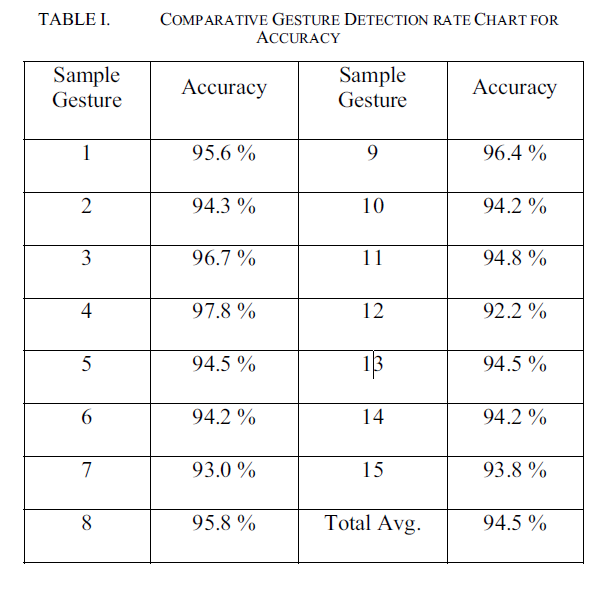 TABLE I. COMPARATIVE GESTURE DETECTION RATE CHART FOR
ACCURACY
Sample Gesture Accuracy Sample Gesture Accuracy
1 95.6 % 9 96.4 %
2 94.3 % 10 94.2 %
3 96.7 % 11 94.8 %
4 97.8 % 12 92.2 %
5 94.5 % 13 94.5 %
6 94.2 % 14 94.2 %
7 93.0 % 15 93.8 %
8 95.8 % Total Avg. 94.5 %